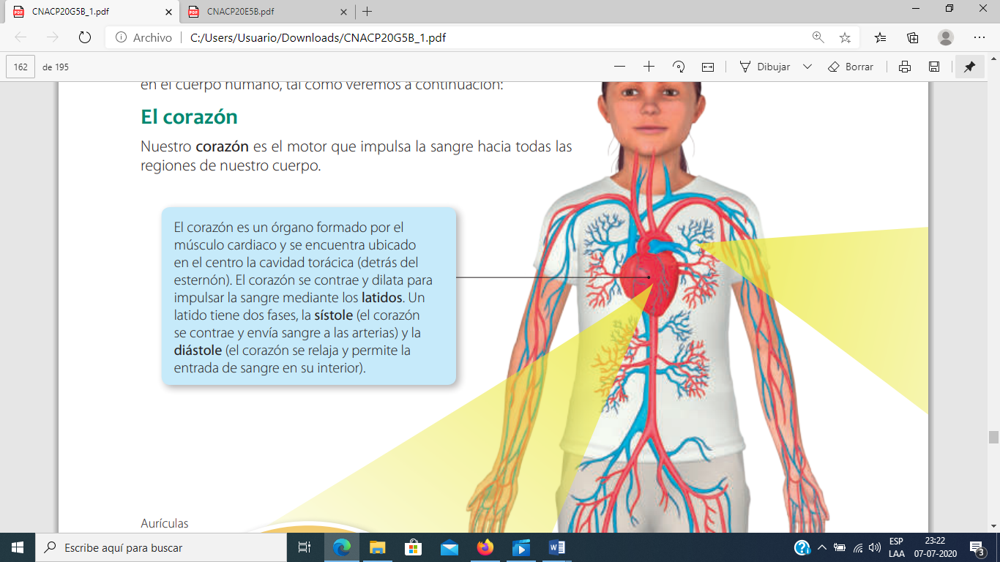 CNACP20G5B_1.pdf
CNACP20E5B.pdf
Archivo
C:/Users/Usuario/Downloads/CNACP20G5B_1.pdf
162 de 195
Dibujar
Borrar
en el cuerpo humano, tal como veremos a continuación:
El corazón
Nuestro corazón es el motor que impulsa la sangre hacia todas las
regiones de nuestro cuerpo.
El corazón es un órgano formado por el
músculo cardiaco y se encuentra ubicado
en el centro la cavidad torácica (detrás del
esternón). El corazón se contrae y dilata para
impulsar la sangre mediante los latidos. Un
latido tiene dos fases, la sístole (el corazón
se contrae y envía sangre a las arterias) y la
diástole (el corazón se relaja y permite la
entrada de sangre en su interior).
Aurículas
Escribe aquí para buscar
ESP
LAA
23:22
07-07-2020
3